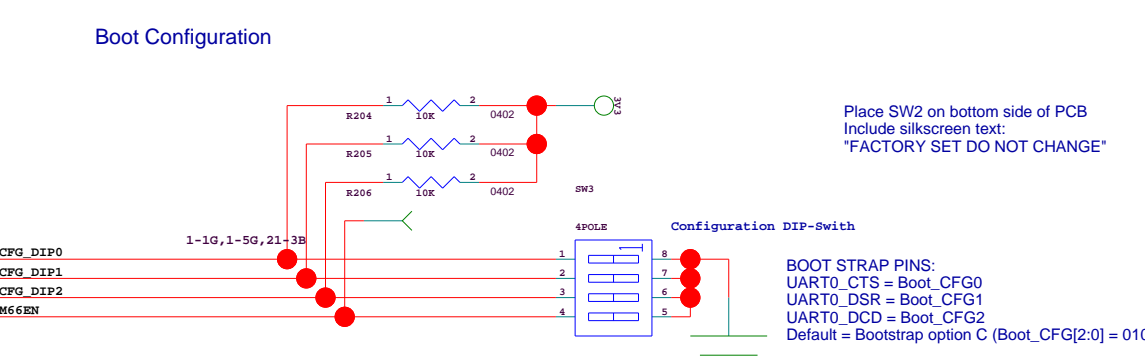 Boot Configuration
1 2
R204 10K 0402
3V3
1 2
R205 10K 0402
1 2
R206 10K 0402
Place SW2 on bottom side of PCB
Include silkscreen text:
"FACTORY SET DO NOT CHANGE"
SW3
4POLE
Configuration DIP-Swith
1-1G,1-5G,21-3B
CFG_DIP0
CFG_DIP1
CFG_DIP2
M66EN
1 8
2 7
3 6
4 5
BOOT STRAP PINS:
UART0_CTS = Boot_CFG0
UART0_DSR = Boot_CFG1
UART0_DCD = Boot_CFG2
Default = Bootstrap option C (Boot_CFG[2:0] = 010